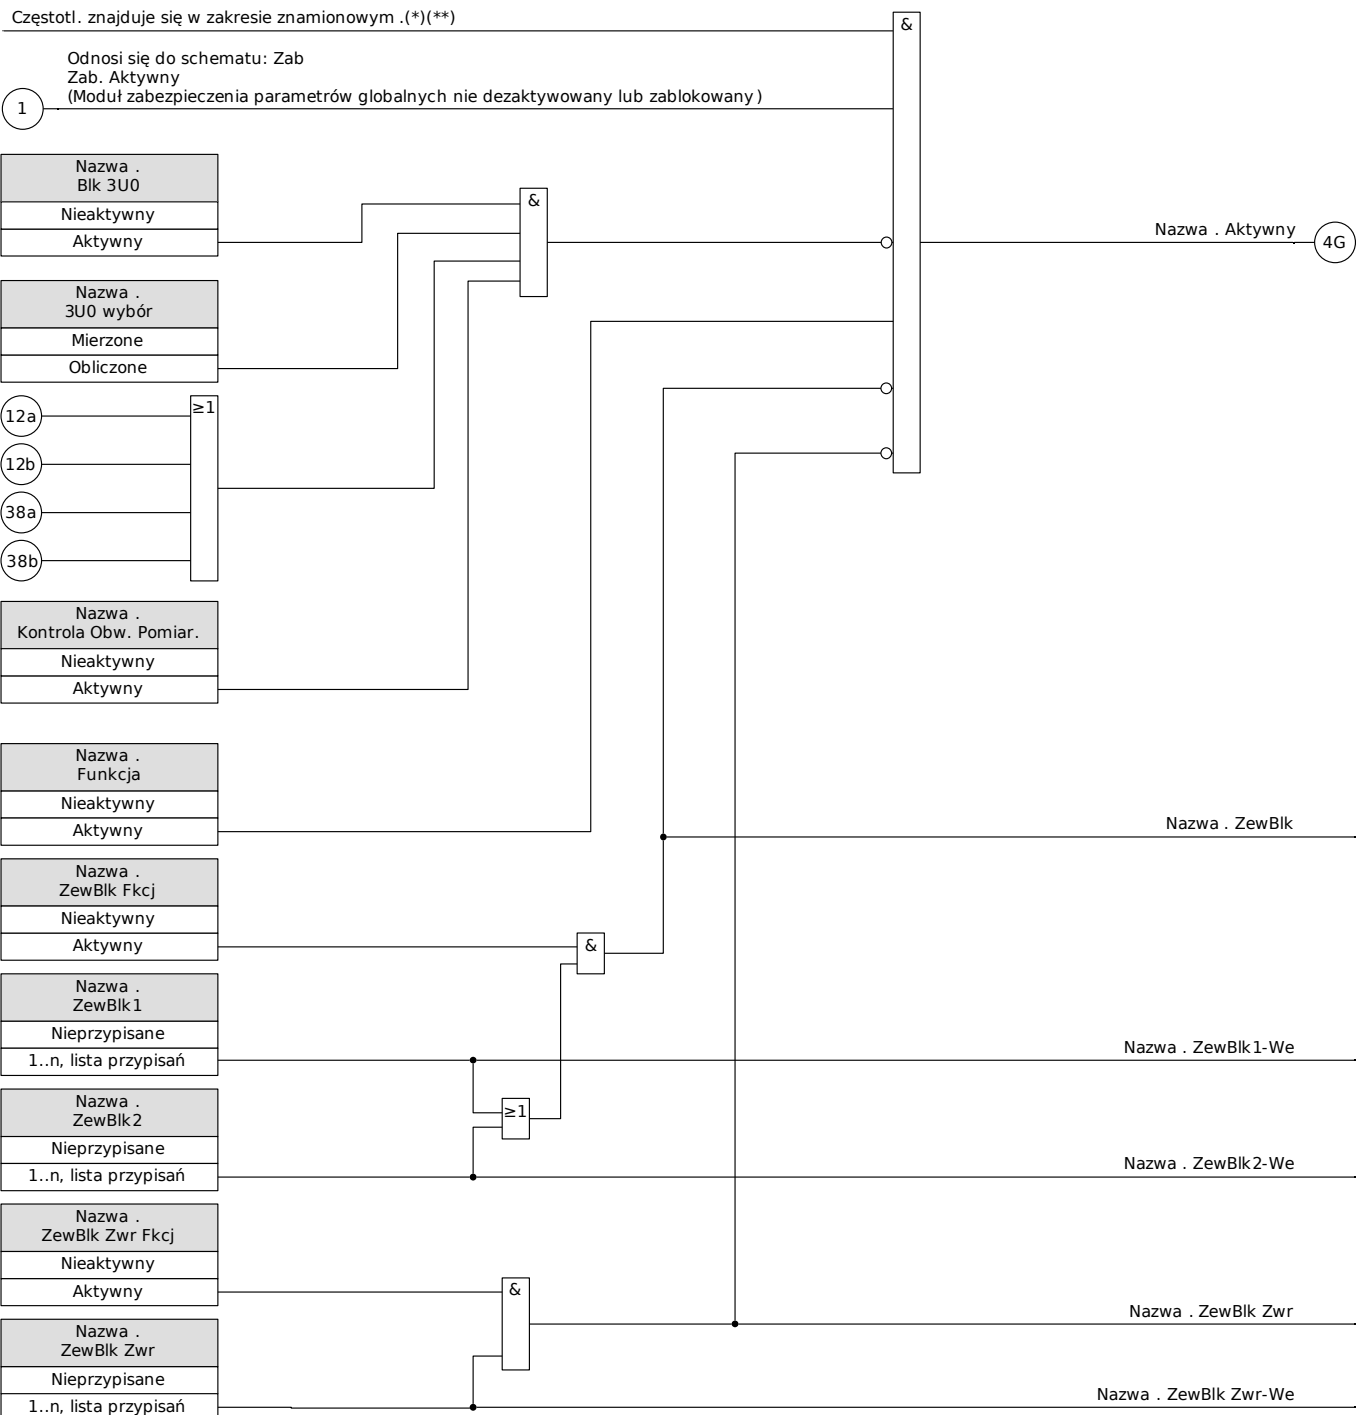 Częstotl. znajduje się w zakresie znamionowym .(*)(**)
&
Odnosi się do schematu: Zab
Zab. Aktywny
(Moduł zabezpieczenia parametrów globalnych nie dezaktywowany lub zablokowany)
1
Nazwa .
Blk 3U0
Nieaktywny
Aktywny
&
Nazwa . Aktywny
4G
Nazwa .
3U0 wybór
Mierzone
Obliczone
12a
≥1
12b
38a
38b
Nazwa .
Kontrola Obw. Pomiar.
Nieaktywny
Aktywny
Nazwa .
Funkcja
Nieaktywny
Aktywny
Nazwa . ZewBlk
Nazwa .
ZewBlk Fkcj
Nieaktywny
Aktywny
&
Nazwa .
ZewBlk1
Nieprzypisane
1..n, lista przypisań
Nazwa . ZewBlk1-We
Nazwa .
ZewBlk2
≥1
Nieprzypisane
1..n, lista przypisań
Nazwa . ZewBlk2-We
Nazwa .
ZewBlk Zwr Fkcj
Nieaktywny
Aktywny
&
Nazwa . ZewBlk Zwr
Nazwa .
ZewBlk Zwr
Nieprzypisane
1..n, lista przypisań
Nazwa . ZewBlk Zwr-We